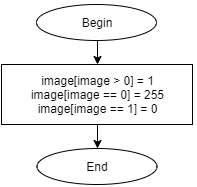 Begin
image[image > 0] = 1
image[image == 0] = 255
image[image == 1] = 0
End